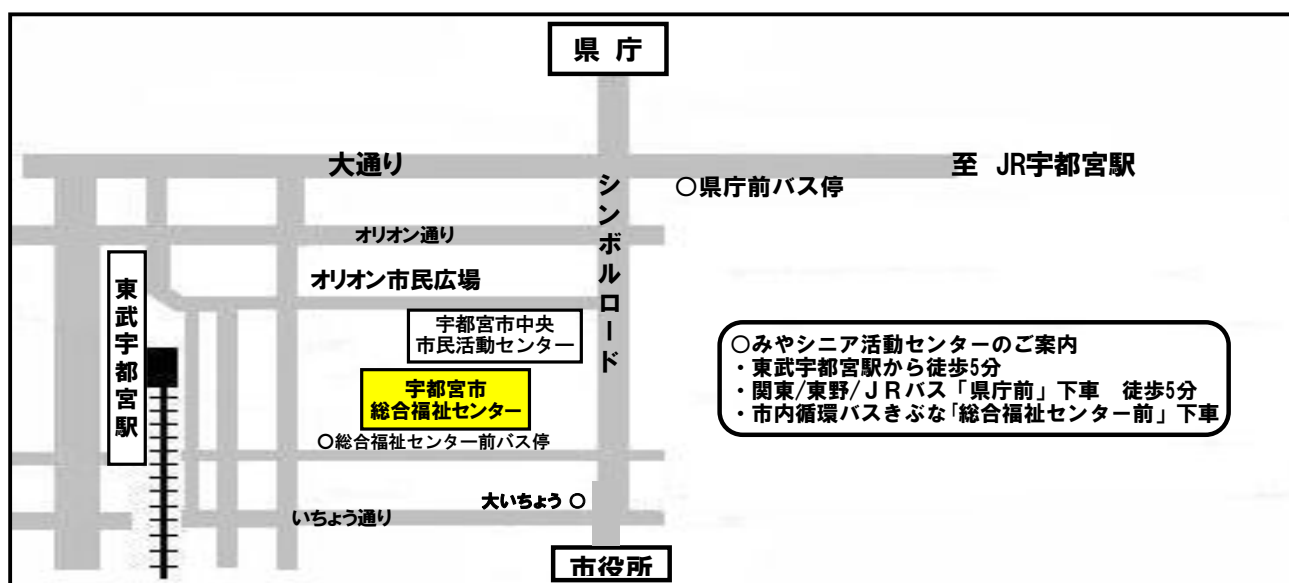 県 庁
大通り
至 JR宇都宮駅
○県庁前バス停
シンボルロード
オリオン通り
オリオン市民広場
東武宇都宮駅
宇都宮市中央
市民活動センター
宇都宮市
総合福祉センター
○総合福祉センター前バス停
○みやシニア活動センターのご案内
・東武宇都宮駅から徒歩5分
・関東/東野/JRバス「県庁前」下車　徒歩5分
・市内循環バスきぶな「総合福祉センター前」下車
大いちょう ○
いちょう通り
市役所